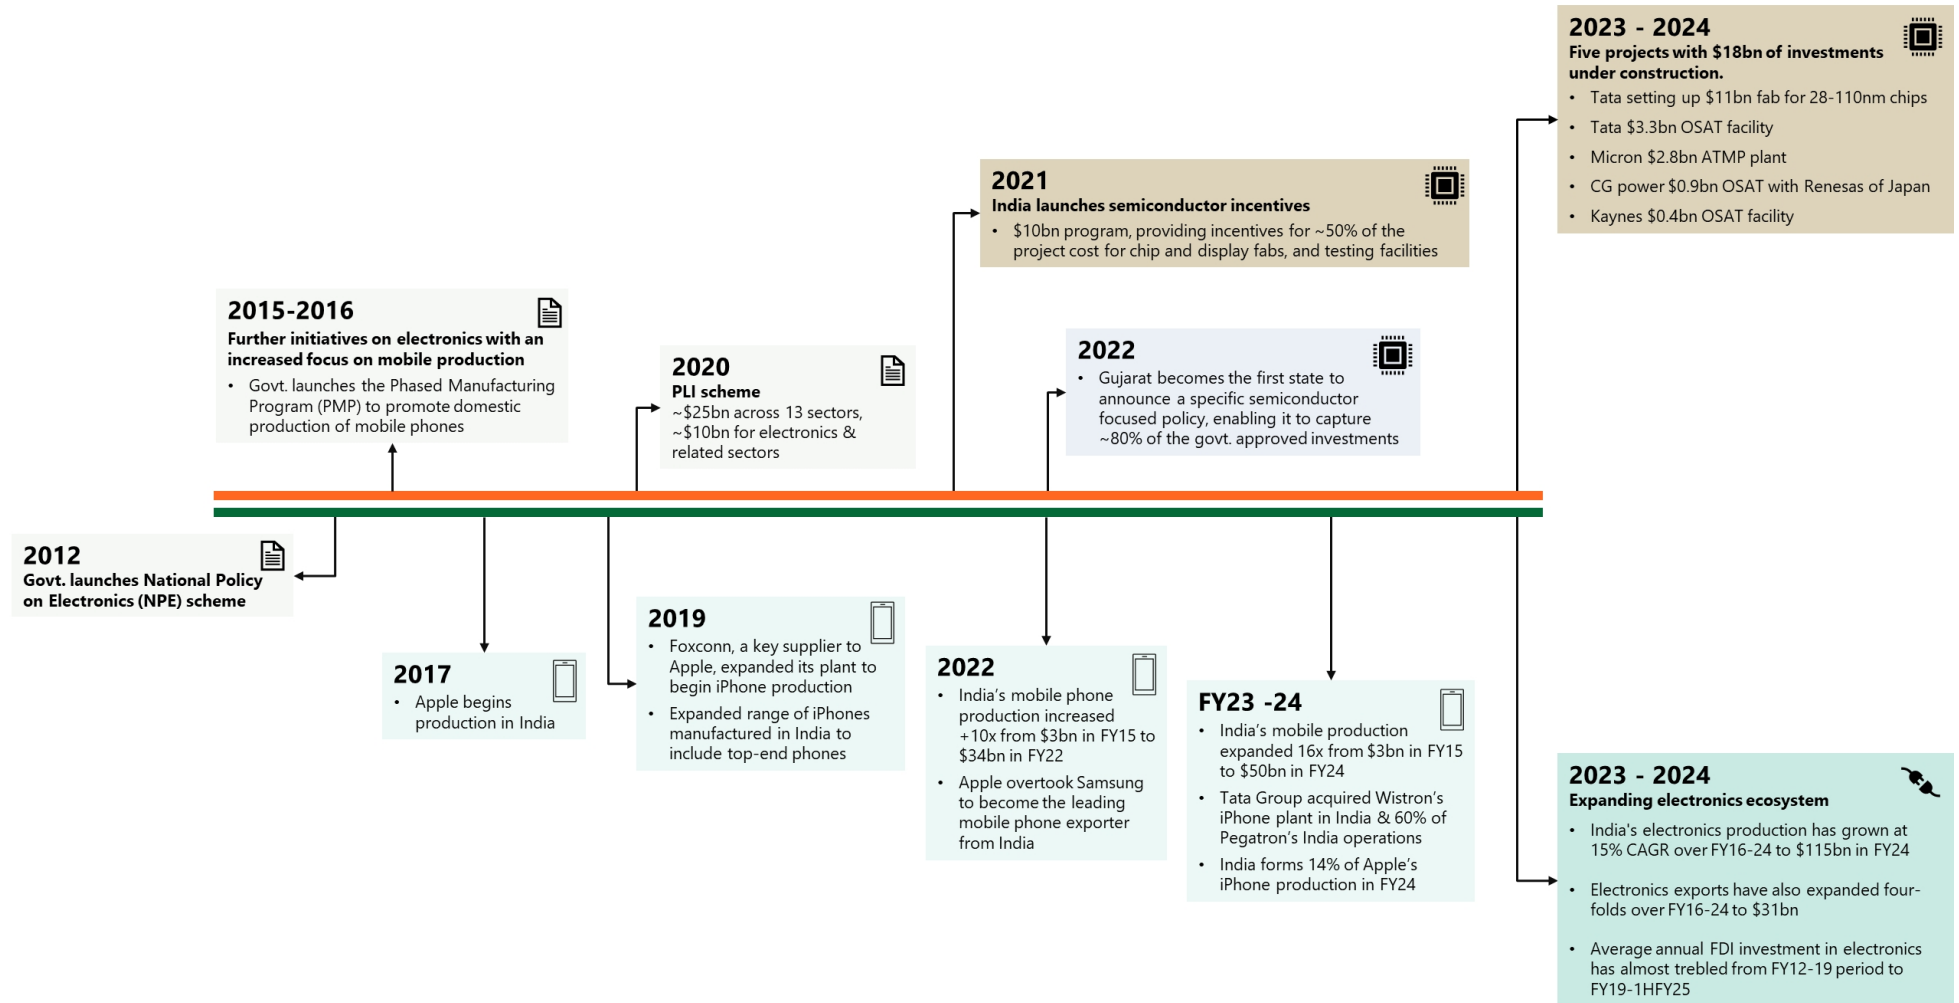 2023 - 2024
Five projects with $18bn of investments
under construction.
• Tata setting up $11bn fab for 28-110nm chips
• Tata $3.3bn OSAT facility
• Micron $2.8bn ATMP plant
• CG power $0.9bn OSAT with Renesas of Japan
• Kaynes $0.4bn OSAT facility
2021
India launches semiconductor incentives
• $10bn program, providing incentives for ~50% of the
project cost for chip and display fabs, and testing facilities
2015-2016
Further initiatives on electronics with an
increased focus on mobile production
• Govt. launches the Phased Manufacturing
Program (PMP) to promote domestic
production of mobile phones
2020
PLI scheme
~$25bn across 13 sectors,
~$10bn for electronics &
related sectors
2022
• Gujarat becomes the first state to
announce a specific semiconductor
focused policy, enabling it to capture
~80% of the govt. approved investments
2012
Govt. launches National Policy
on Electronics (NPE) scheme
2017
• Apple begins
production in India
2019
• Foxconn, a key supplier to
Apple, expanded its plant to
begin iPhone production
• Expanded range of iPhones
manufactured in India to
include top-end phones
2022
• India's mobile phone
production increased
+10x from $3bn in FY15 to
$34bn in FY22
• Apple overtook Samsung
to become the leading
mobile phone exporter
from India
FY23 -24
• India's mobile production
expanded 16x from $3bn in FY15
to $50bn in FY24
• Tata Group acquired Wistron's
iPhone plant in India & 60% of
Pegatron's India operations
• India forms 14% of Apple's
iPhone production in FY24
2023 - 2024
Expanding electronics ecosystem
• India's electronics production has grown at
15% CAGR over FY16-24 to $115bn in FY24
• Electronics exports have also expanded four-
folds over FY16-24 to $31bn
• Average annual FDI investment in electronics
has almost trebled from FY12-19 period to
FY19-1HFY25